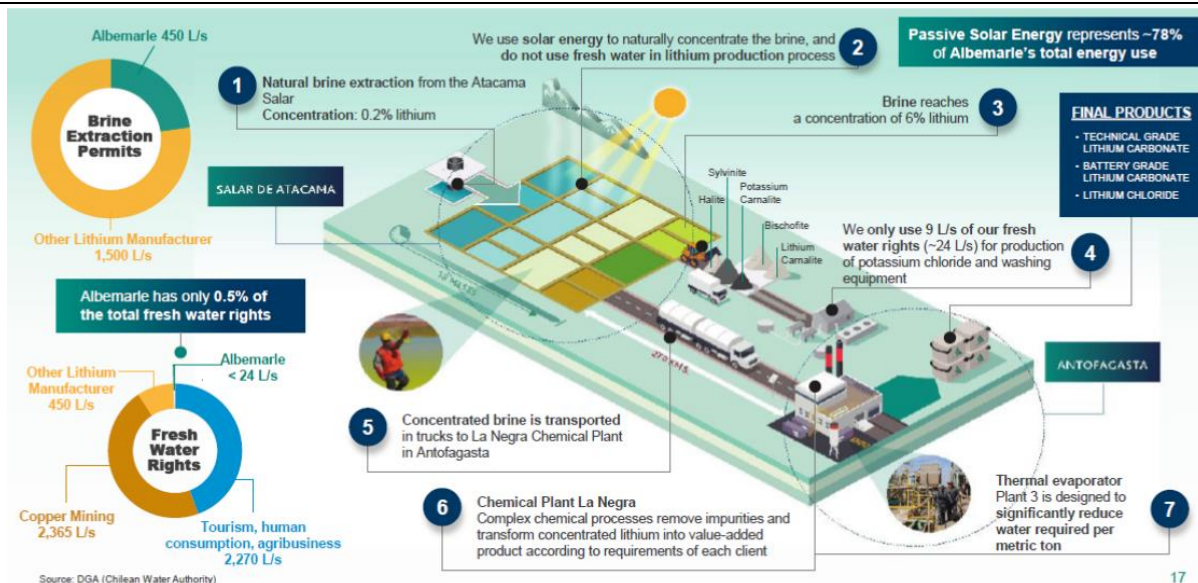 Albemarle 450 L/s
Brine
Extraction
Permits
Other Lithium Manufacturer
1,500 L/s
Albemarle has only 0.5% of
the total fresh water rights
Albemarle
< 24 L/s
Other Lithium
Manufacturer
450 L/s
Fresh
Water
Rights
Copper Mining
2,365 L/s
Tourism, human
consumption, agribusiness
2,270 L/s
Source: DGA (Chilean Water Authority)
1
Natural brine extraction from the Atacama
Salar
Concentration: 0.2% lithium
SALAR DE ATACAMA
We use solar energy to naturally concentrate the brine, and
do not use fresh water in lithium production process
2
Passive Solar Energy represents ~78%
of Albemarle's total energy use
Brine reaches
a concentration of 6% lithium
3
FINAL PRODUCTS
• TECHNICAL GRADE
LITHIUM CARBONATE
• BATTERY GRADE
LITHIUM CARBONATE
• LITHIUM CHLORIDE
Sylvinite
Halite
Potassium
Carnalite
Bischofite
Lithium
Carnalite
We only use 9 L/s of our fresh
water rights (~24 L/s) for production
of potassium chloride and washing
equipment
4
270 KMS.
ANTOFAGASTA
5
Concentrated brine is transported
in trucks to La Negra Chemical Plant
in Antofagasta
6
Chemical Plant La Negra
Complex chemical processes remove impurities and
transform concentrated lithium into value-added
product according to requirements of each client
Thermal evaporator
Plant 3 is designed to
significantly reduce
water required per
metric ton
7
17